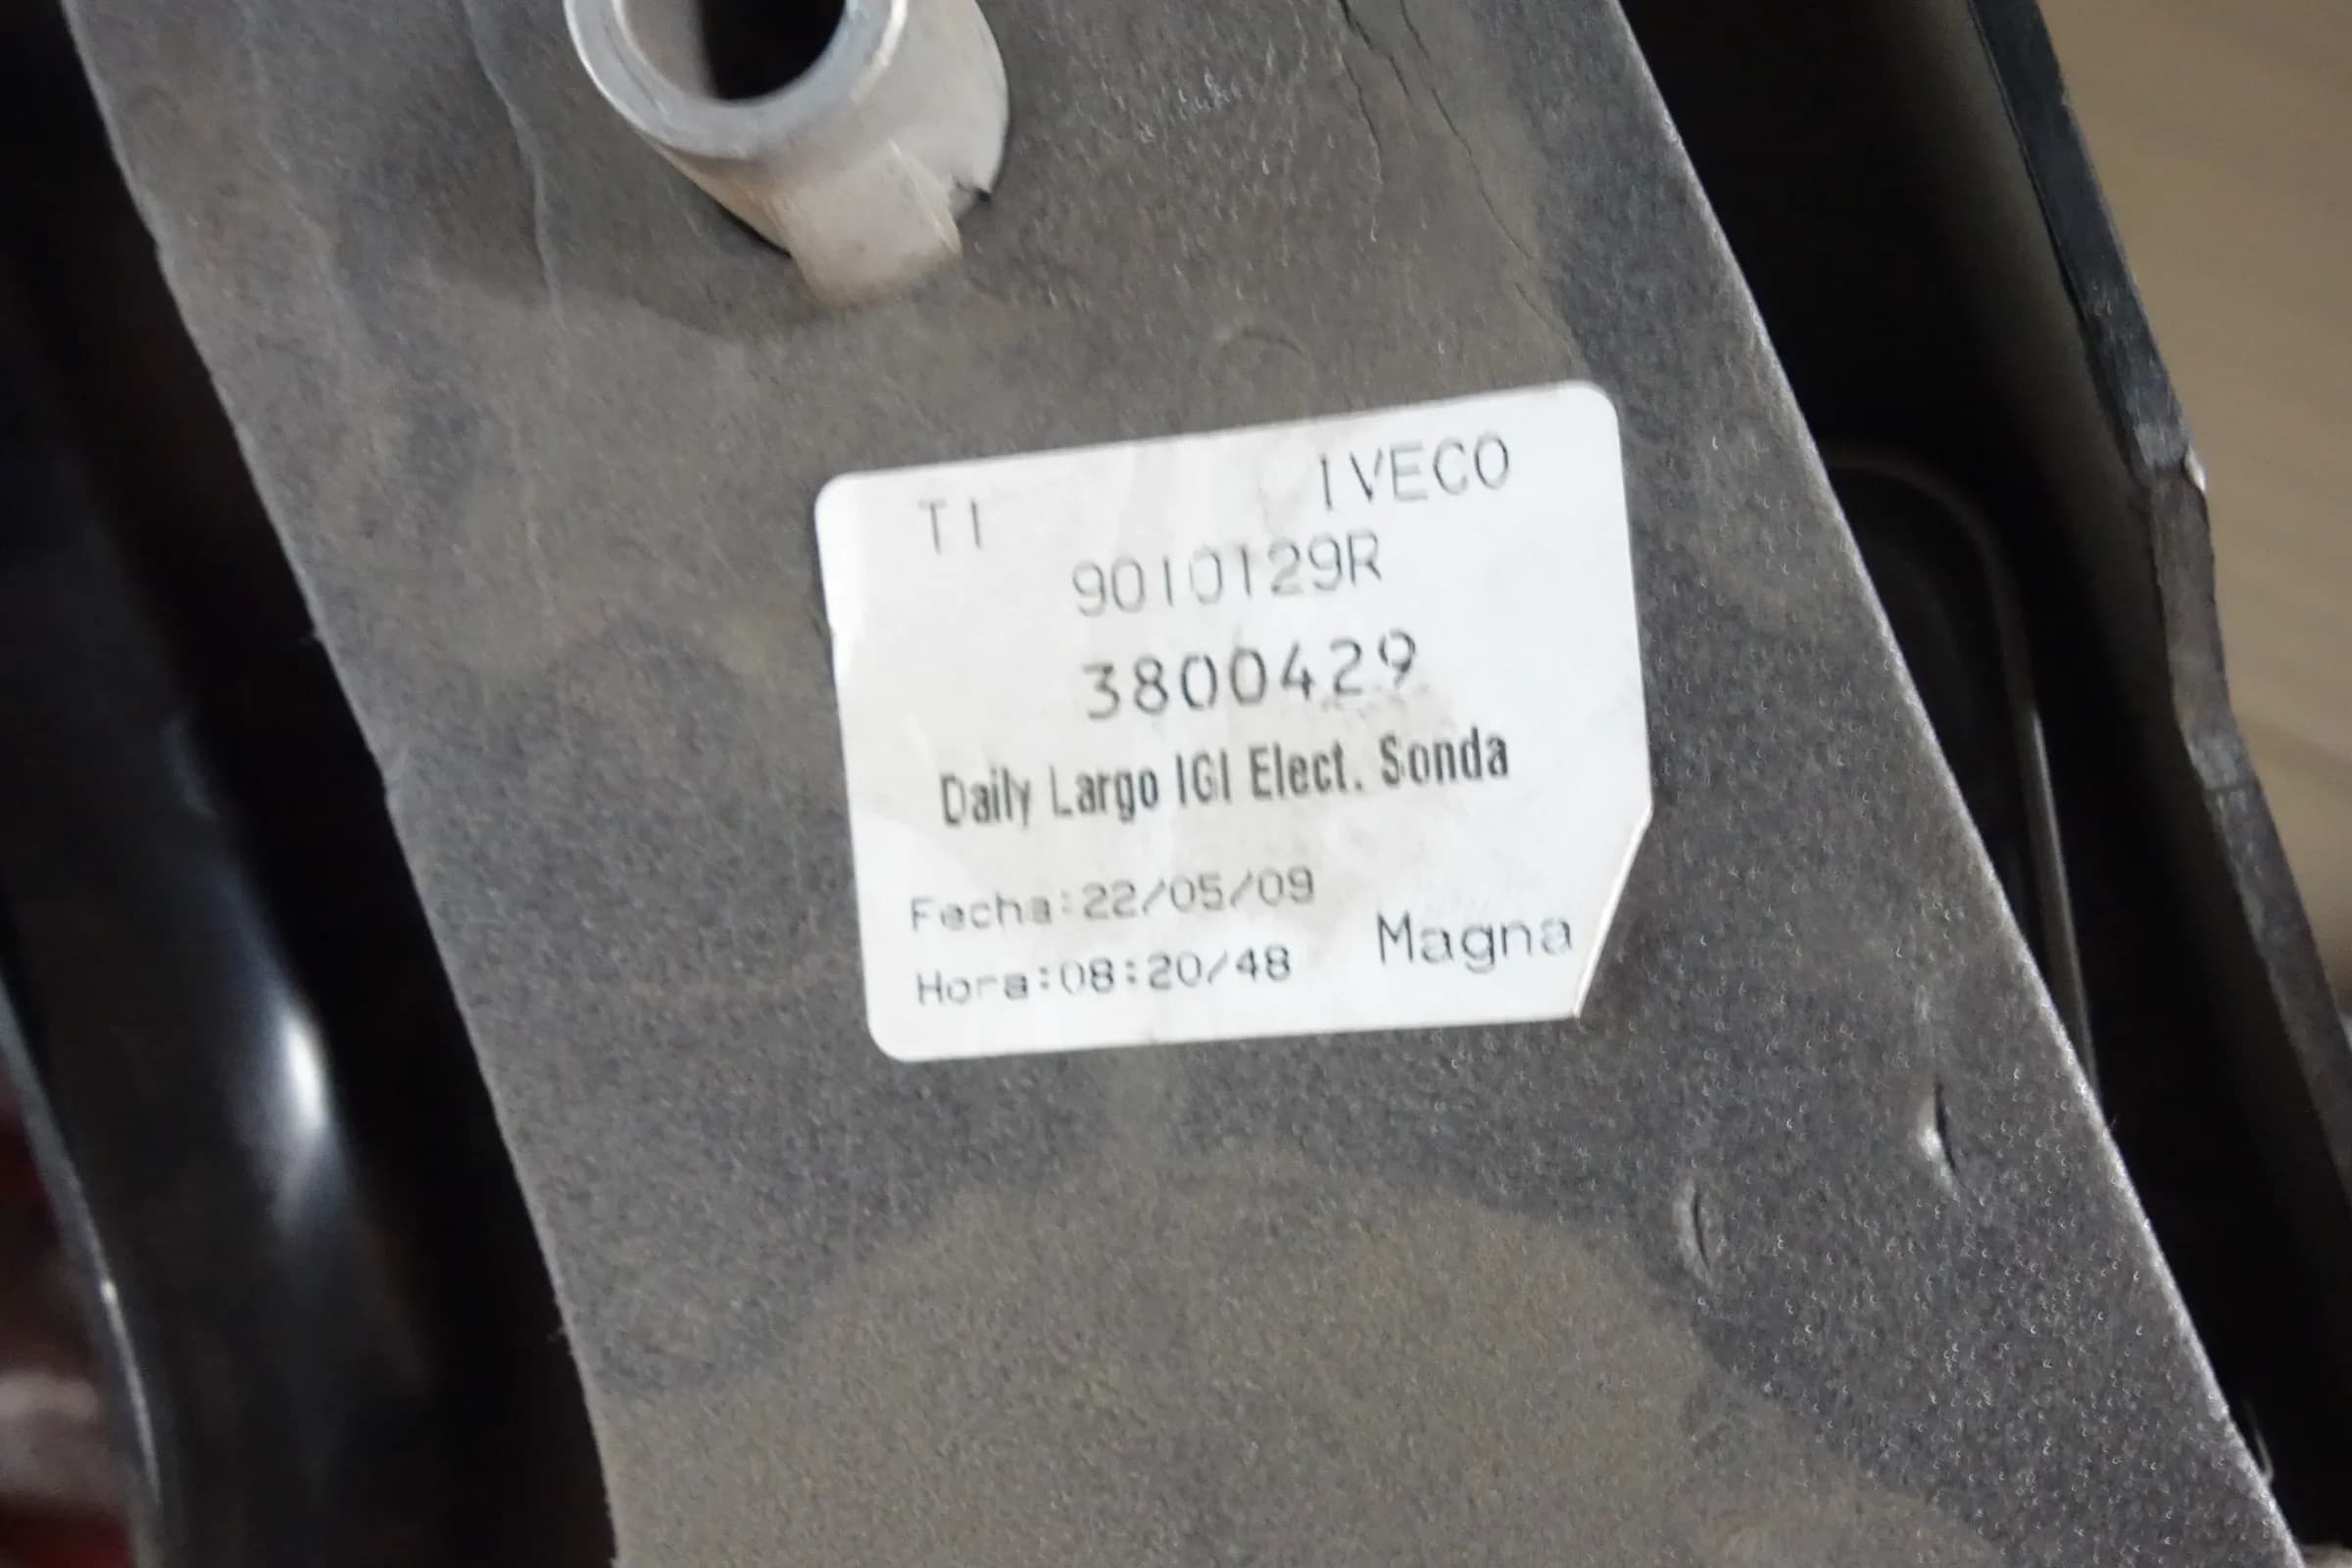 TI IVECO
9010129R
3800429
Daily Largo IGI Elect. Sonda
Fecha:22/05/09
Hora:08:20/48 Magna